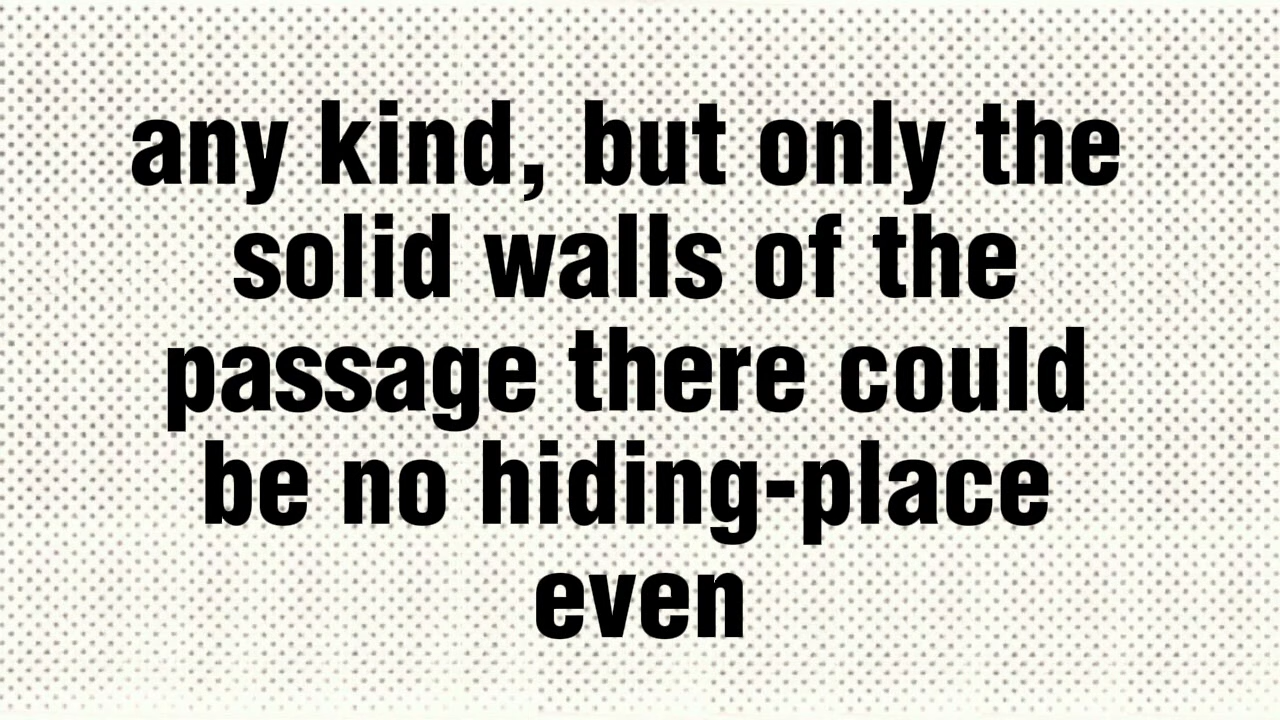 any kind, but only the
solid walls of the
passage there could
be no hiding-place
even